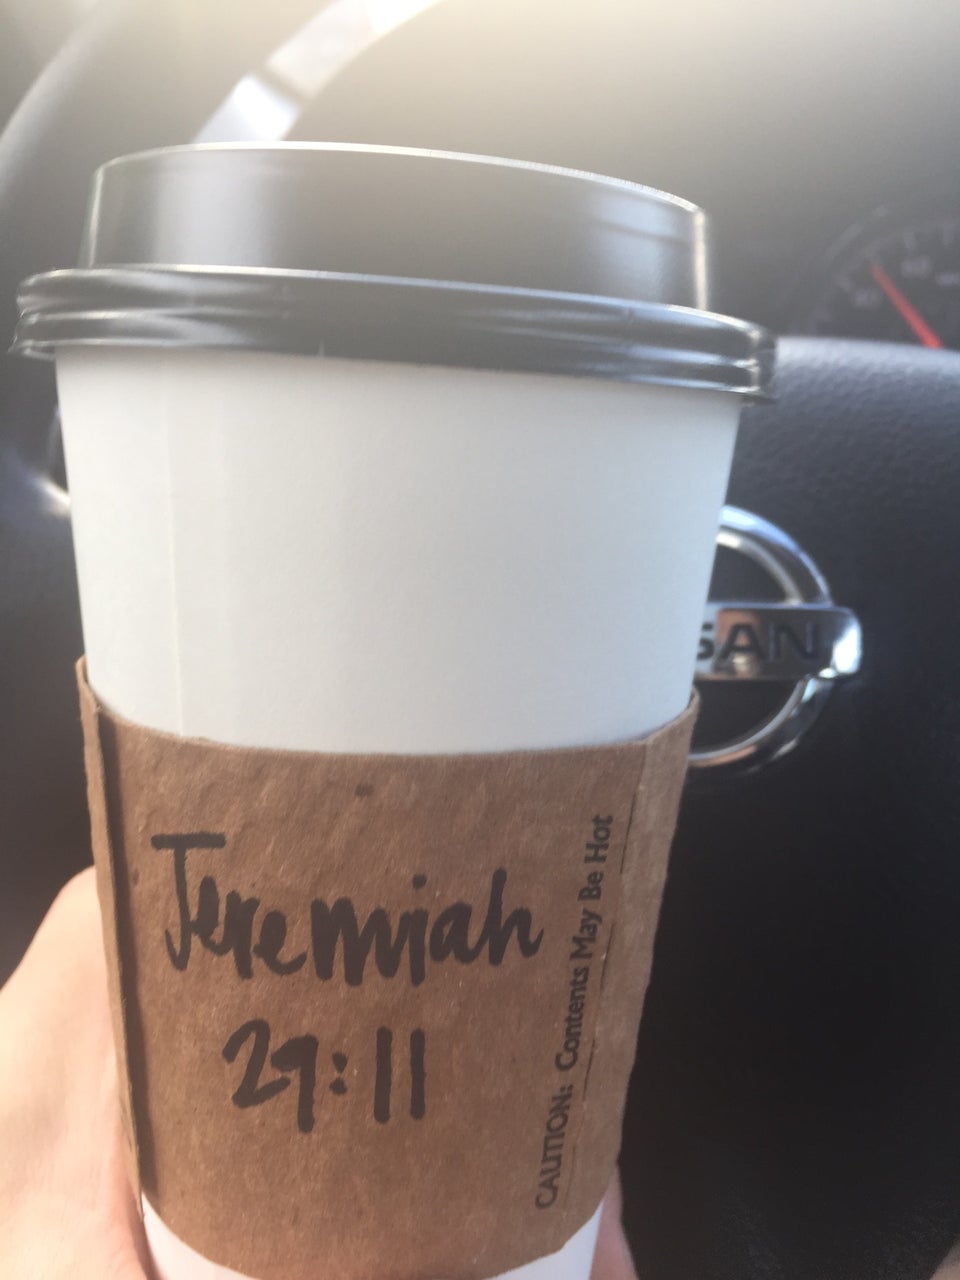 Jeremiah
29:11
CAUTION: Contents May Be Hot
SAN